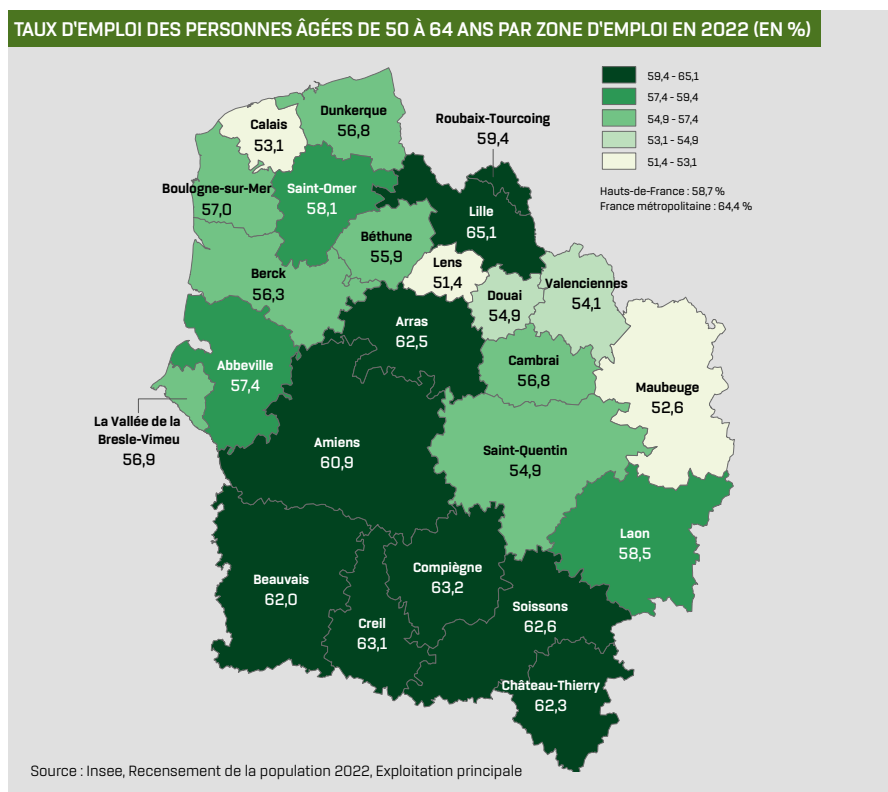 TAUX D'EMPLOI DES PERSONNES ÂGÉES DE 50 À 64 ANS PAR ZONE D'EMPLOI EN 2022 (EN %)
59,4 - 65,1
57,4 - 59,4
54,9 - 57,4
53,1 - 54,9
51,4 - 53,1
Hauts-de-France : 58,7 %
France métropolitaine : 64,4 %
Dunkerque
56,8
Calais
53,1
Roubaix-Tourcoing
59,4
Boulogne-sur-Mer
57,0
Saint-Omer
58,1
Lille
65,1
Béthune
55,9
Lens
51,4
Berck
56,3
Douai
54,9
Valenciennes
54,1
Arras
62,5
Abbeville
57,4
Cambrai
56,8
Maubeuge
52,6
La Vallée de la
Bresle-Vimeu
56,9
Amiens
60,9
Saint-Quentin
54,9
Laon
58,5
Beauvais
62,0
Compiègne
63,2
Soissons
62,6
Creil
63,1
Château-Thierry
62,3
Source : Insee, Recensement de la population 2022, Exploitation principale